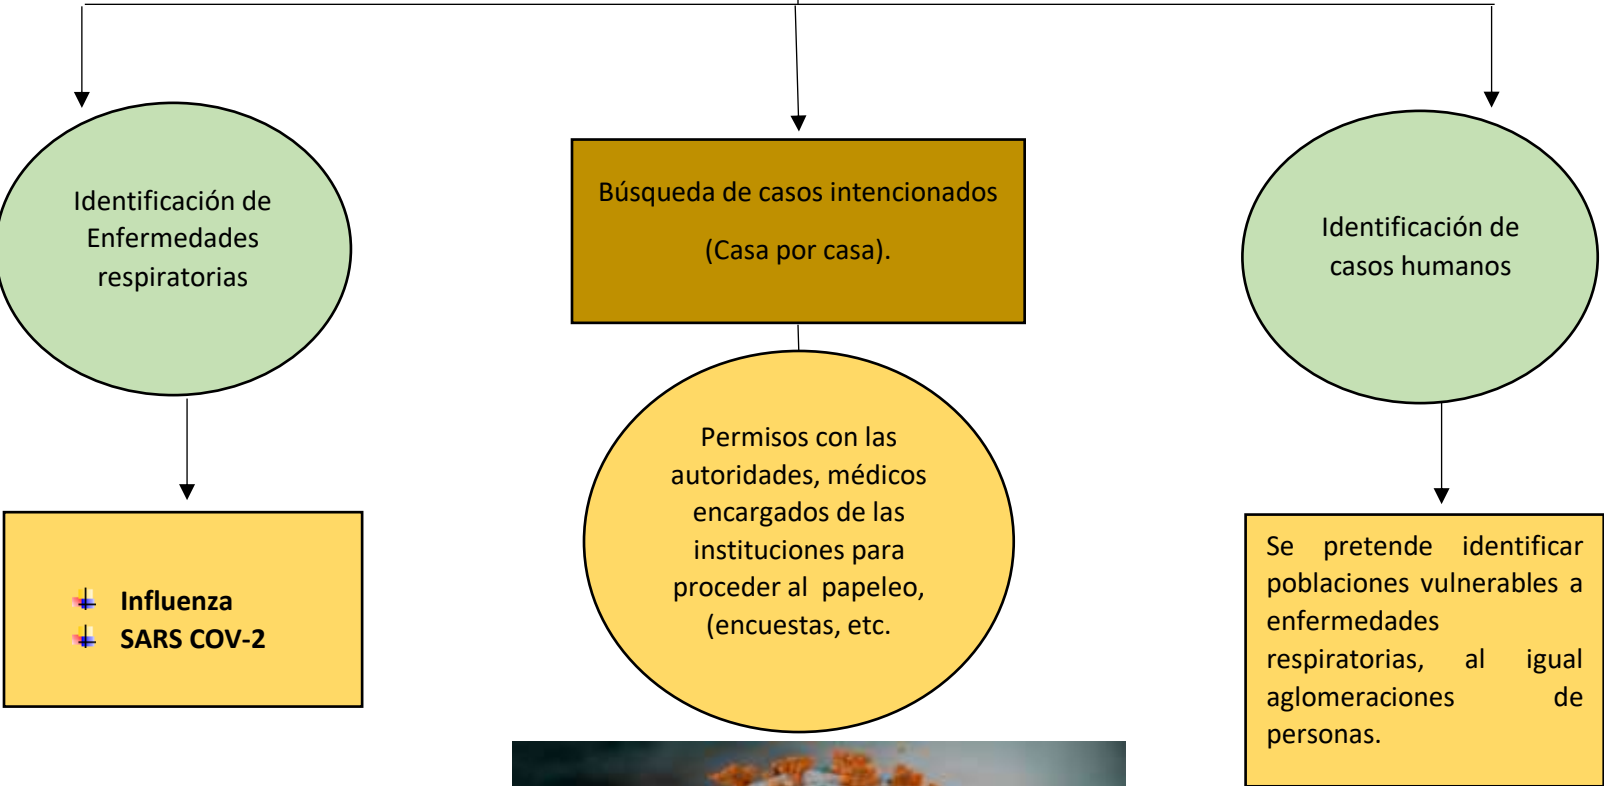 Identificación de
Enfermedades
respiratorias
Influenza
SARS COV-2
Búsqueda de casos intencionados
(Casa por casa).
Permisos con las
autoridades, médicos
encargados de las
instituciones para
proceder al papeleo,
(encuestas, etc.
Identificación de
casos humanos
Se pretende identificar
poblaciones vulnerables a
enfermedades
respiratorias, al igual
aglomeraciones de
personas.